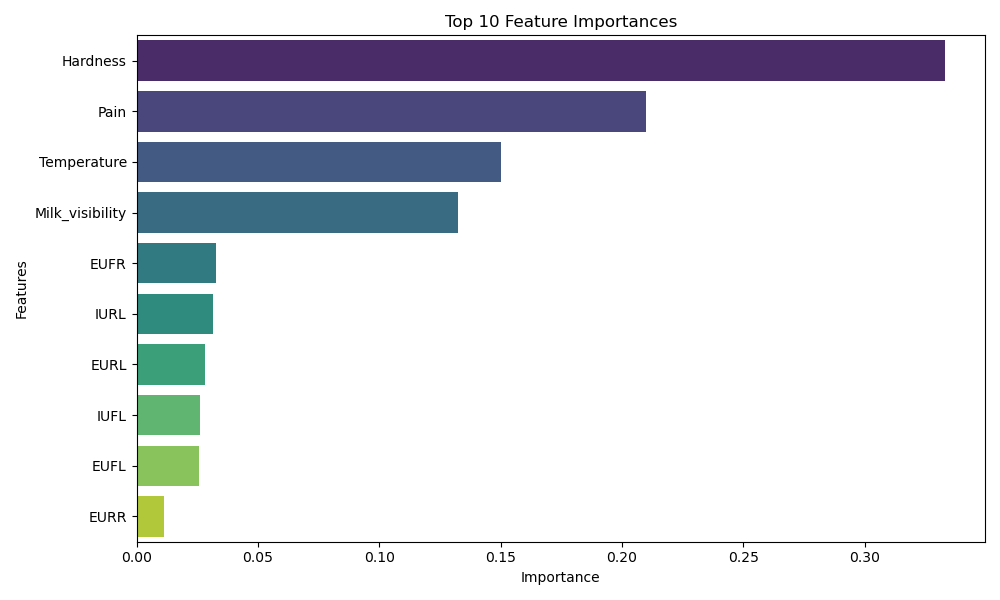 Top 10 Feature Importances
Hardness
Pain
Temperature
Milk_visibility
EUFR
IURL
EURL
IUFL
EUFL
EURR
Features
0.00 0.05 0.10 0.15 0.20 0.25 0.30
Importance